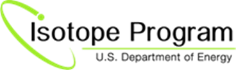 Isotope Program
U.S. Department of Energy